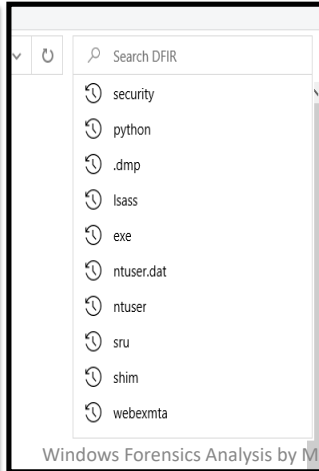 Search DFIR
security
python
.dmp
lsass
exe
ntuser.dat
ntuser
sru
shim
webexmta
Windows Forensics Analysis by M